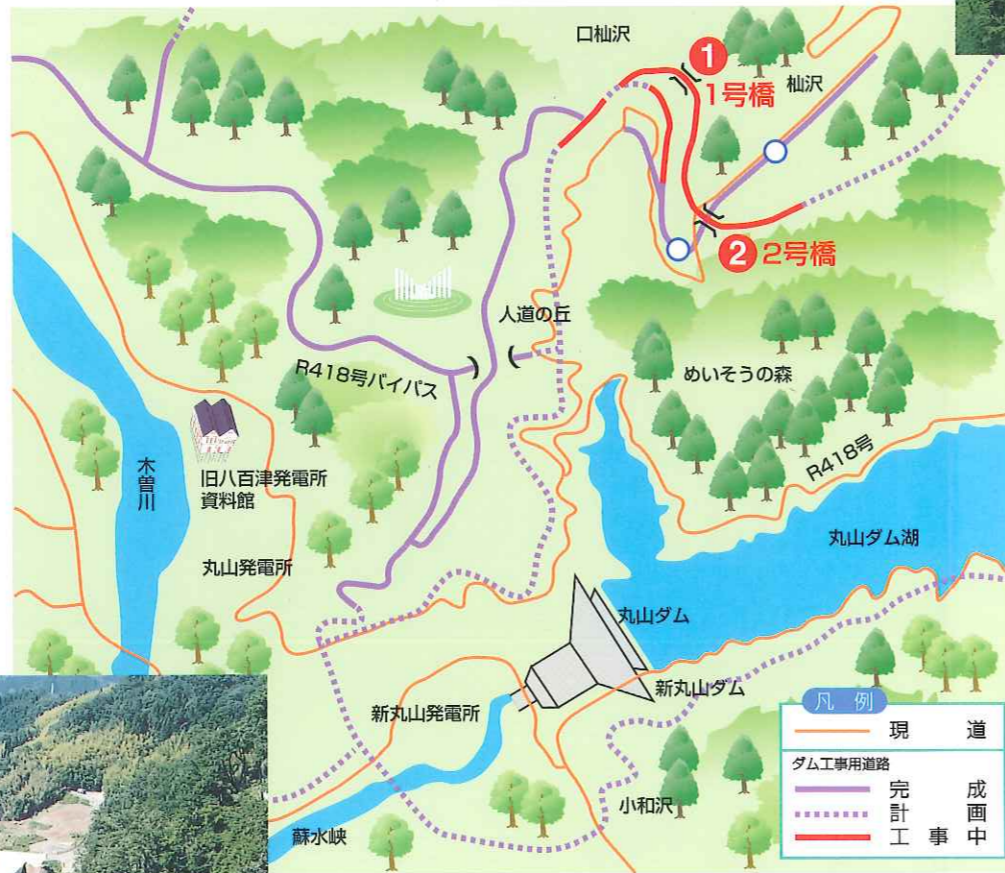 口杣沢
1
1号橋
杣沢
2
2号橋
人道の丘
R418号バイパス
めいそうの森
R418号
木曽川
旧八百津発電所
資料館
丸山発電所
丸山ダム湖
丸山ダム
新丸山ダム
新丸山発電所
小和沢
蘇水峡
凡例
現道
ダム工事用道路
完成
計画
工事中